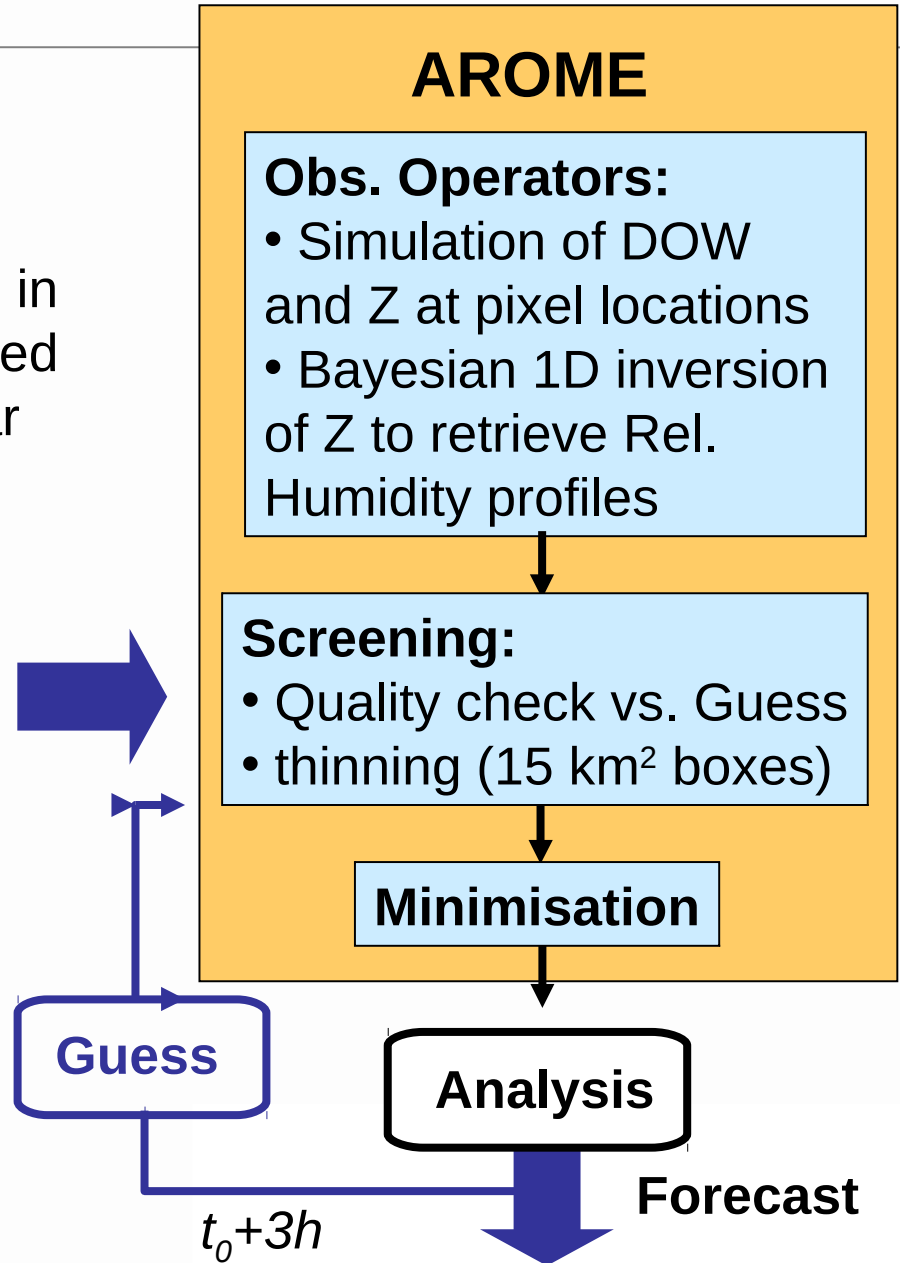 AROME
Obs. Operators:
• Simulation of DOW
and Z at pixel locations
• Bayesian 1D inversion
of Z to retrieve Rel.
Humidity profiles
in
ed
ar
Screening:
• Quality check vs. Guess
• thinning (15 km² boxes)
Minimisation
Guess
Analysis
Forecast
t₀+3h